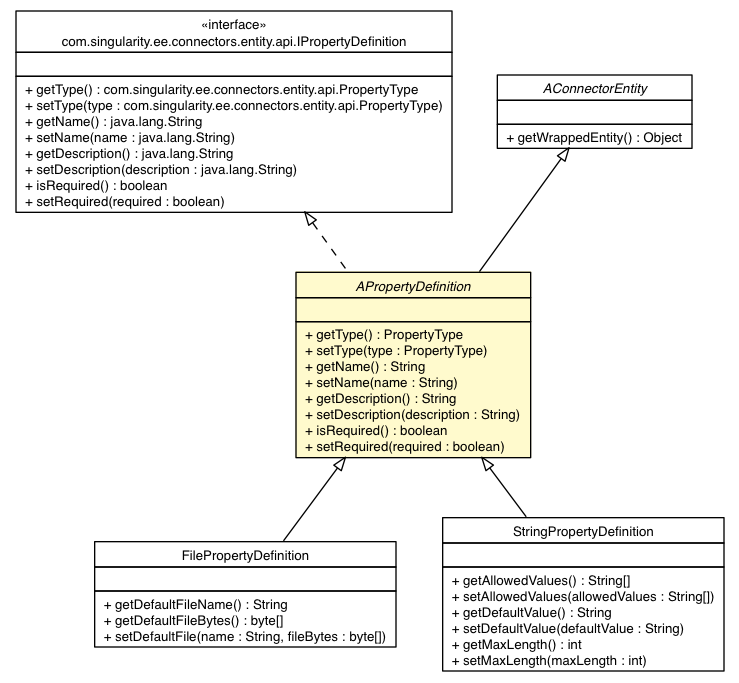 «interface»
com.singularity.ee.connectors.entity.api.IPropertyDefinition
+ getType() : com.singularity.ee.connectors.entity.api.PropertyType
+ setType(type : com.singularity.ee.connectors.entity.api.PropertyType)
+ getName() : java.lang.String
+ setName(name : java.lang.String)
+ getDescription() : java.lang.String
+ setDescription(description : java.lang.String)
+ isRequired() : boolean
+ setRequired(required : boolean)
AConnectorEntity
+ getWrappedEntity() : Object
APropertyDefinition
+ getType() : PropertyType
+ setType(type : PropertyType)
+ getName() : String
+ setName(name : String)
+ getDescription() : String
+ setDescription(description : String)
+ isRequired() : boolean
+ setRequired(required : boolean)
FilePropertyDefinition
+ getDefaultFileName() : String
+ getDefaultFileBytes() : byte[]
+ setDefaultFile(name : String, fileBytes : byte[])
StringPropertyDefinition
+ getAllowedValues() : String[]
+ setAllowedValues(allowedValues : String[])
+ getDefaultValue() : String
+ setDefaultValue(defaultValue : String)
+ getMaxLength() : int
+ setMaxLength(maxLength : int)